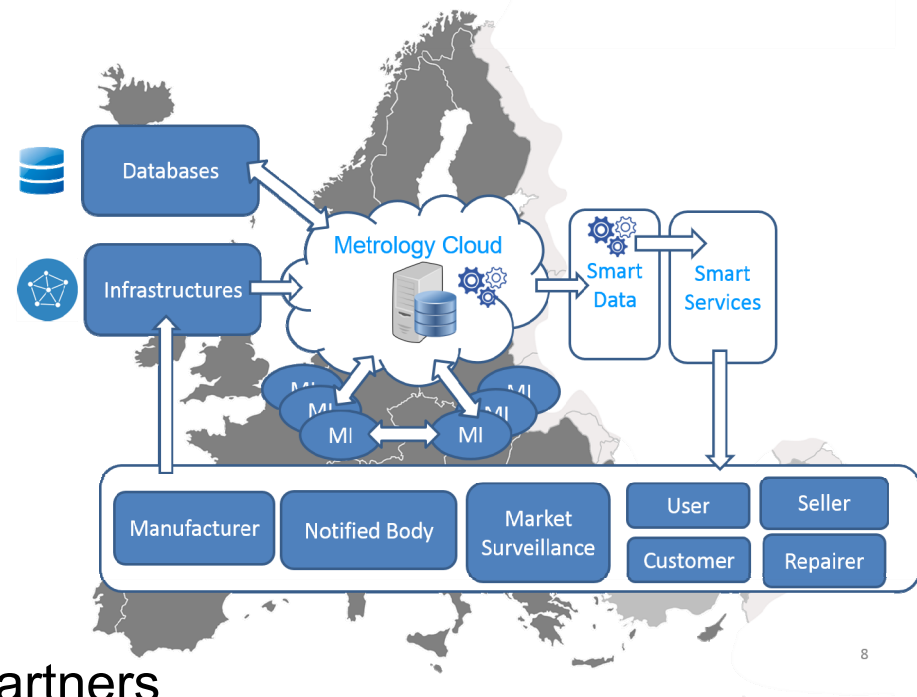 Databases
Metrology Cloud
Infrastructures
Smart
Data
Smart
Services
MI
MI
MI
MI
MI
MI
Manufacturer
Notified Body
Market
Surveillance
User
Seller
Customer
Repairer
8
artners